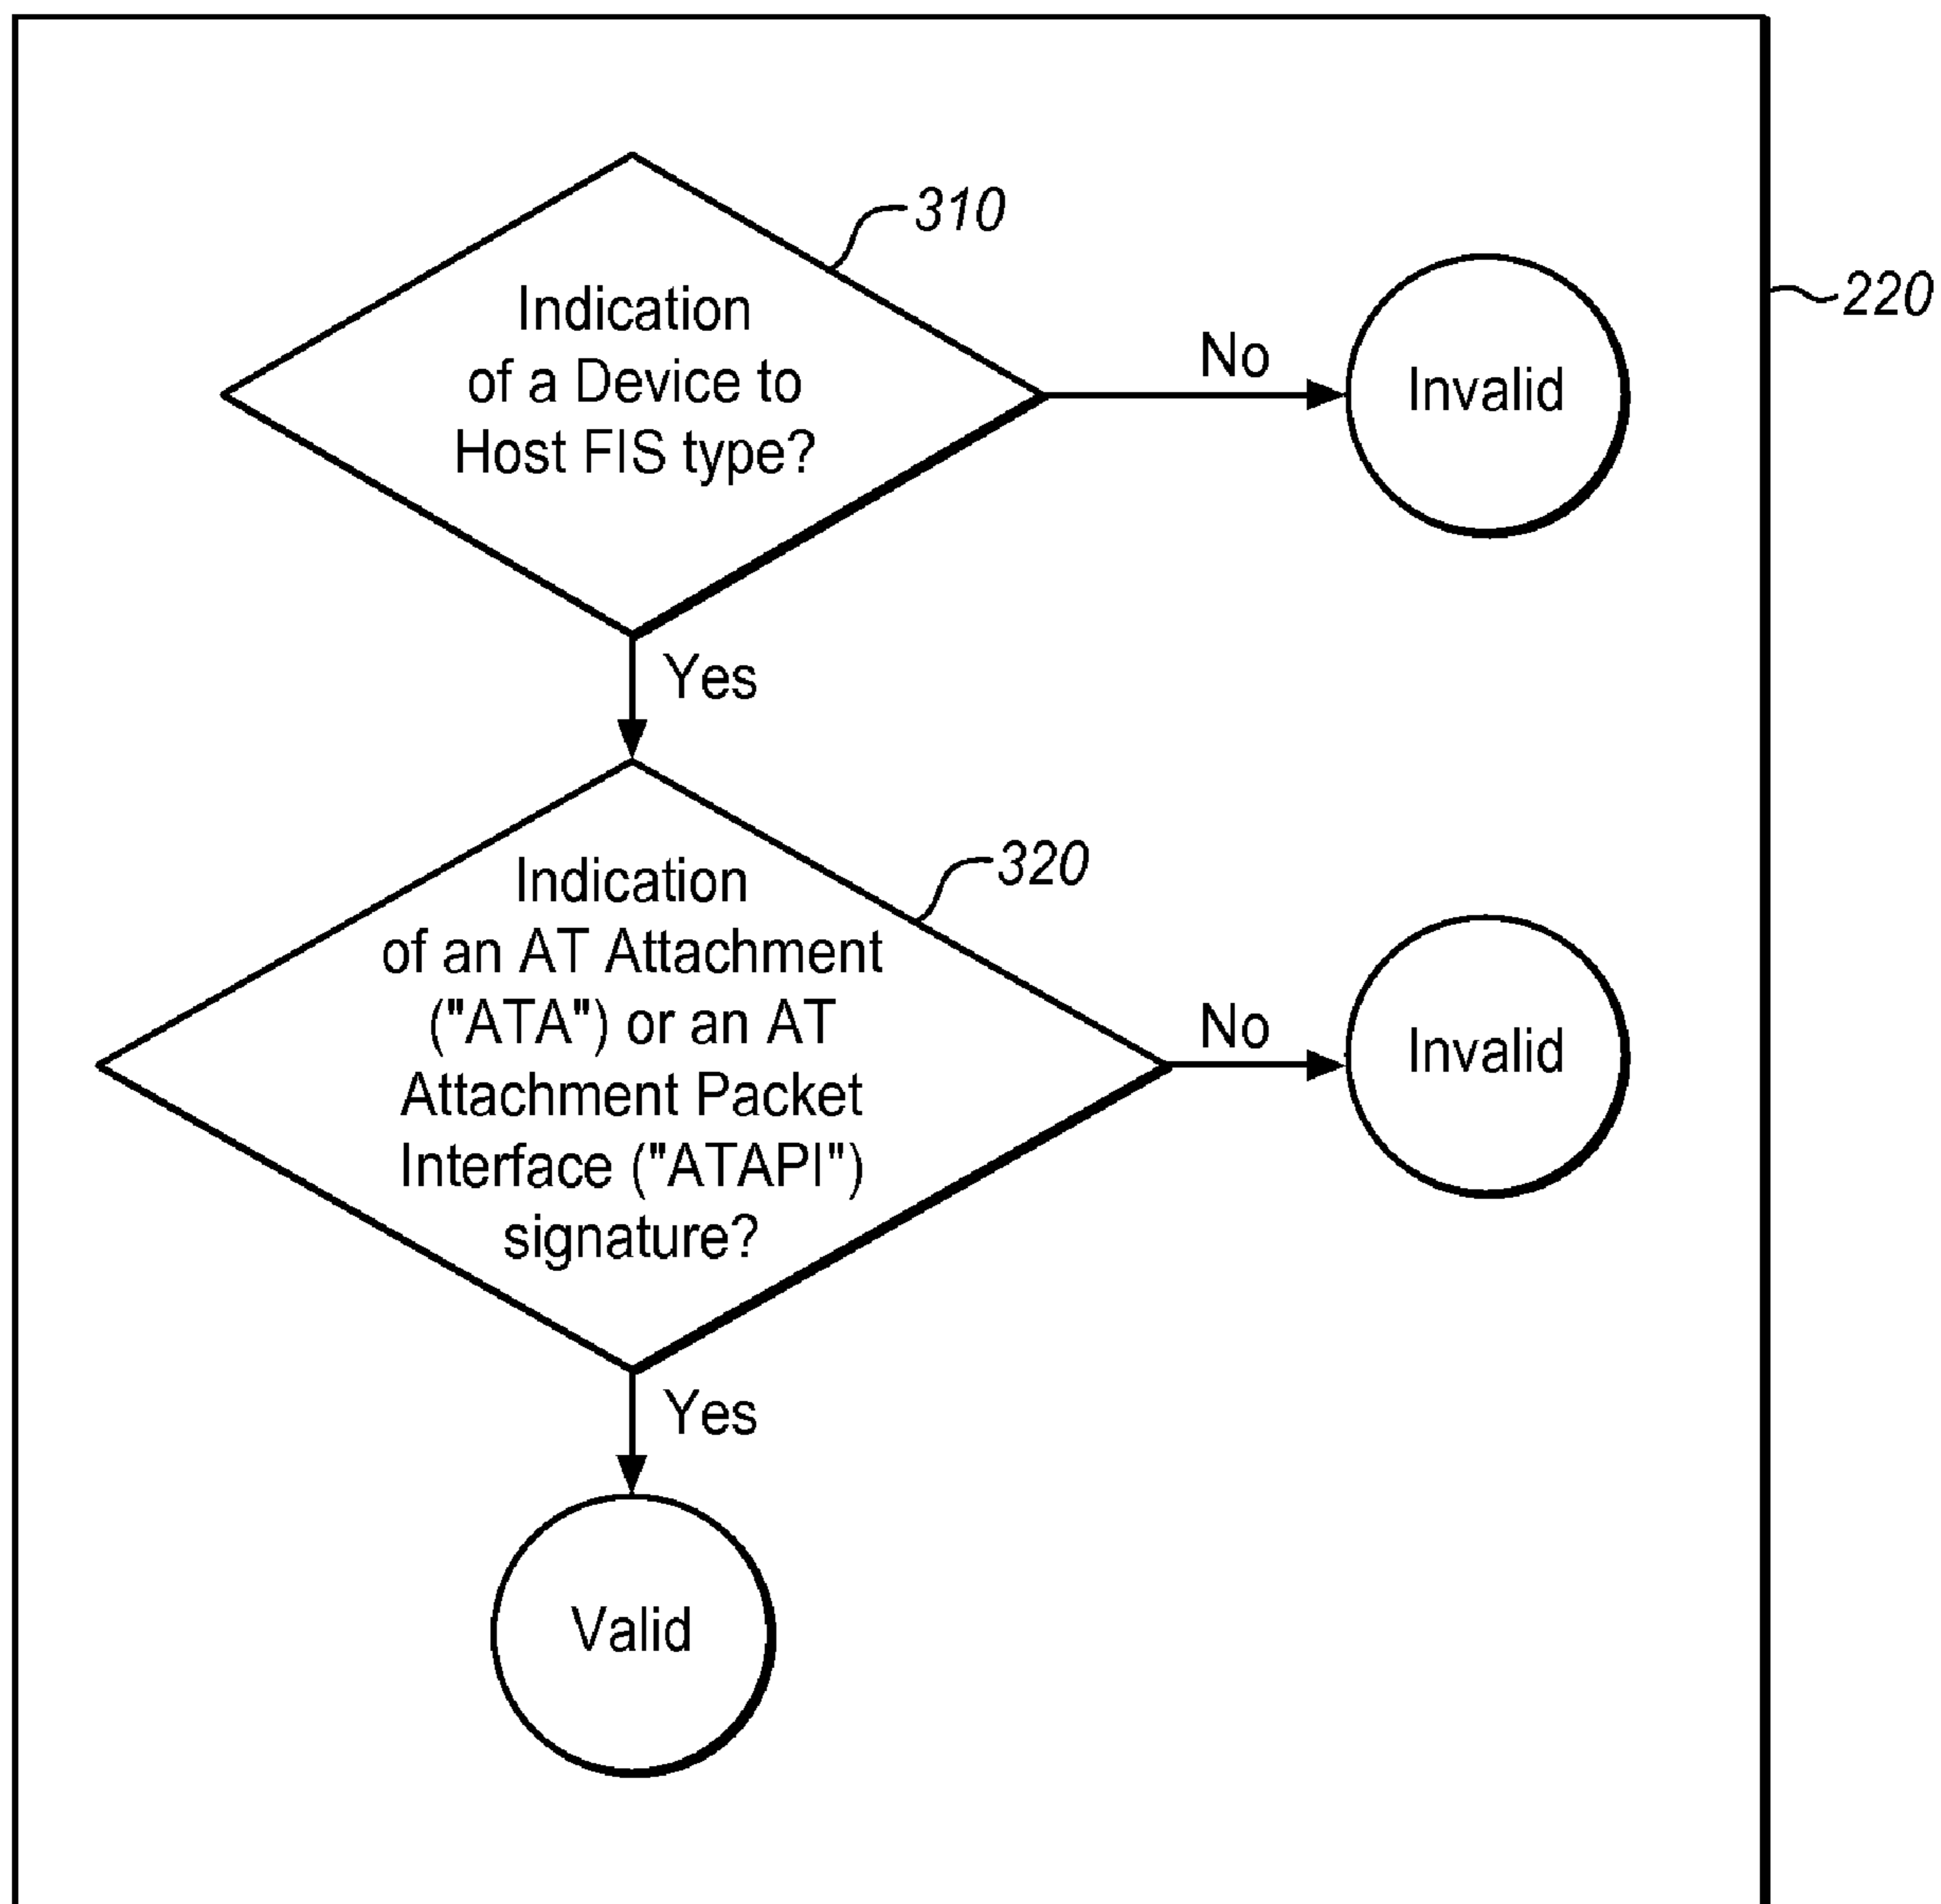 310
Indication
of a Device to
Host FIS type?
No
Invalid
220
Yes
320
Indication
of an AT Attachment
("ATA") or an AT
Attachment Packet
Interface ("ATAPI")
signature?
No
Invalid
Yes
Valid